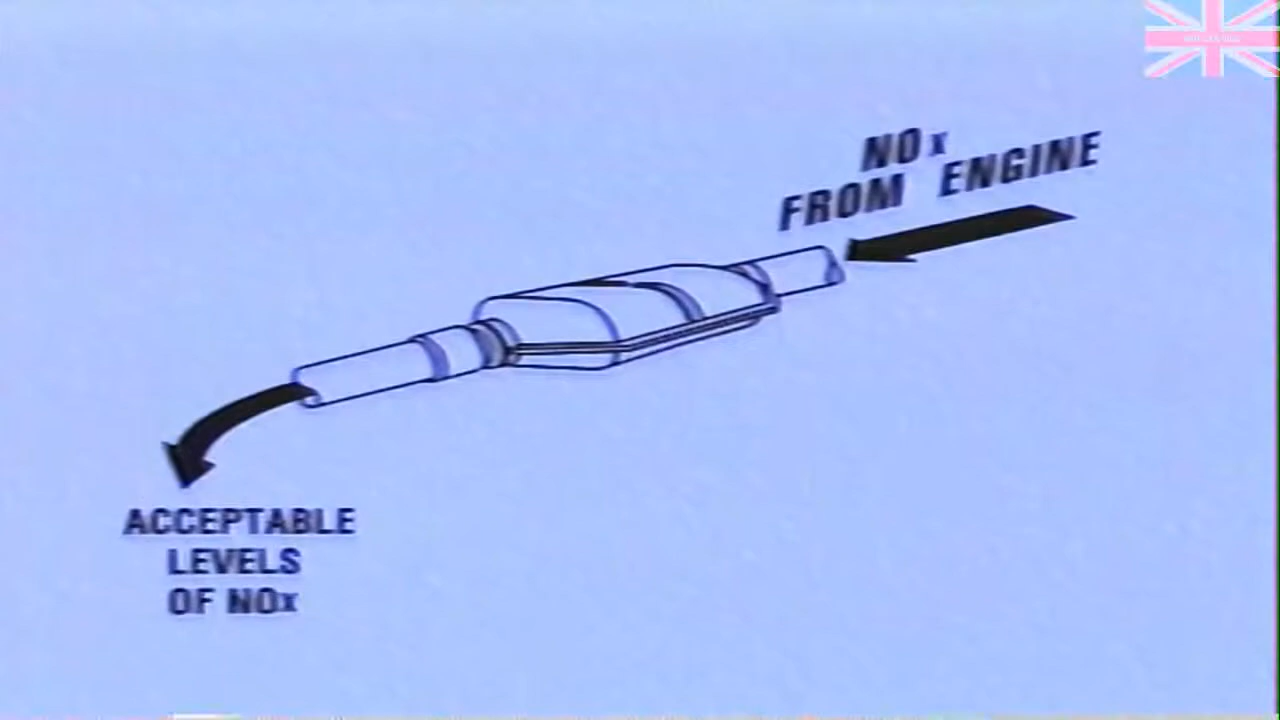 NOx
FROM ENGINE
ACCEPTABLE
LEVELS
OF NOx